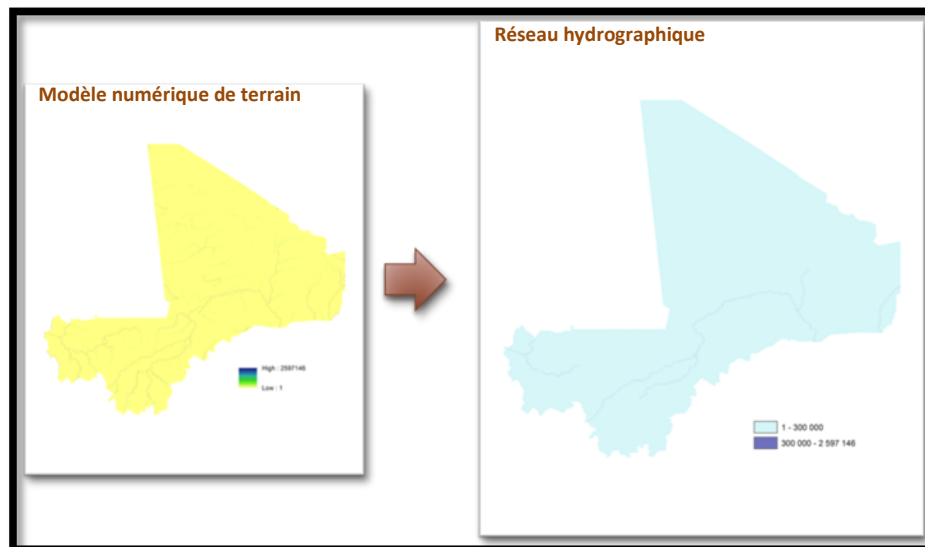 Modèle numérique de terrain
High : 2597146
Low : 1
Réseau hydrographique
1 - 300 000
300 000 - 2 597 146